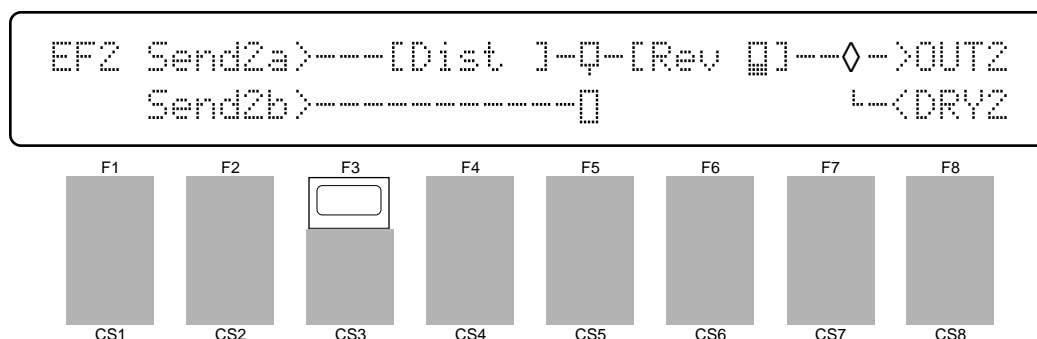 EF2 Send2a>---[Dist ]-o-[Rev ]--◊->OUT2
Send2b>----------▯ └-<DRY2
F1 F2 F3 F4 F5 F6 F7 F8
CS1 CS2 CS3 CS4 CS5 CS6 CS7 CS8